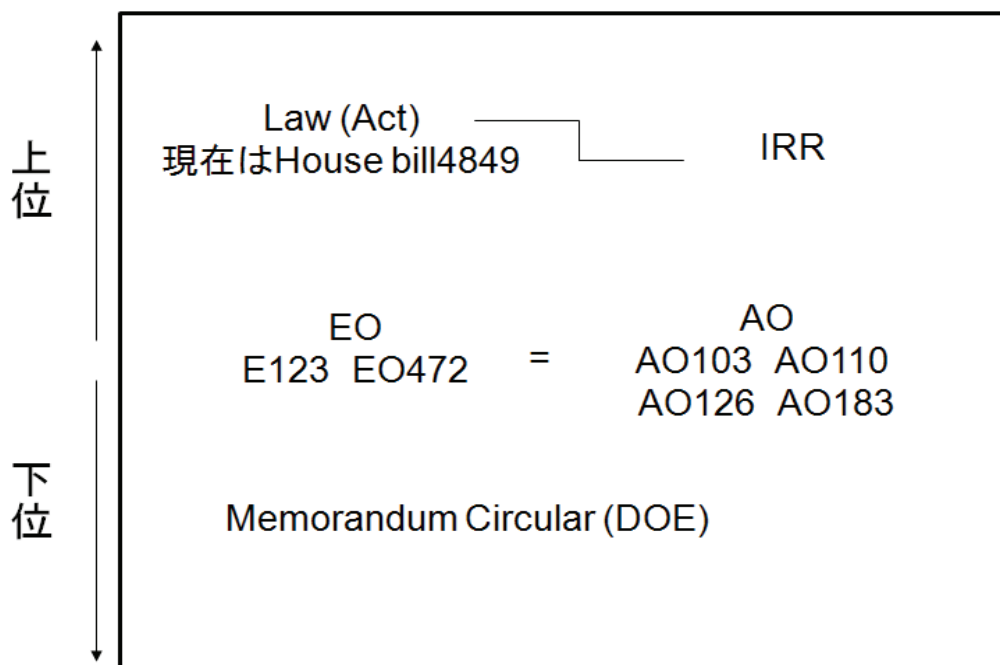 上位
Law (Act)
現在はHouse bill4849
IRR
EO
E123 EO472
=
AO
AO103 AO110
AO126 AO183
下位
Memorandum Circular (DOE)